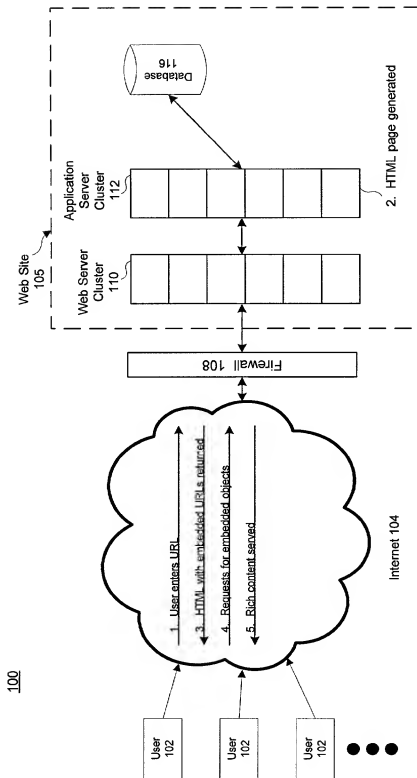 100
User
102
User
102
User
102
1. User enters URL
3. HTML with embedded URLs returned
4. Requests for embedded objects
5. Rich content served
Internet 104
Firewall 108
Web Site
105
Web Server
Cluster
110
Application
Server
Cluster
112
Database
116
2. HTML page generated